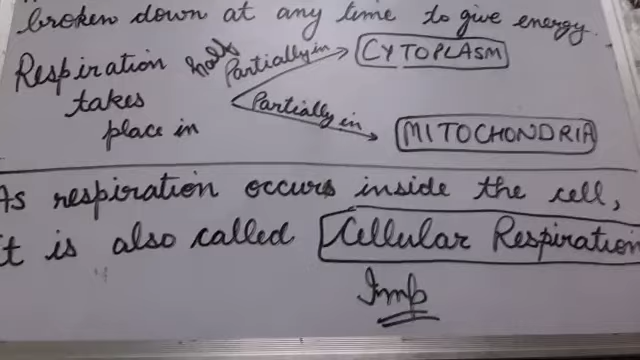 broken down at any time to give energy.
Respiration half Partially in CYTOPLASM
takes Partially in
place in MITOCHONDRIA
As respiration occurs inside the cell,
it is also called Cellular Respiration
Imp